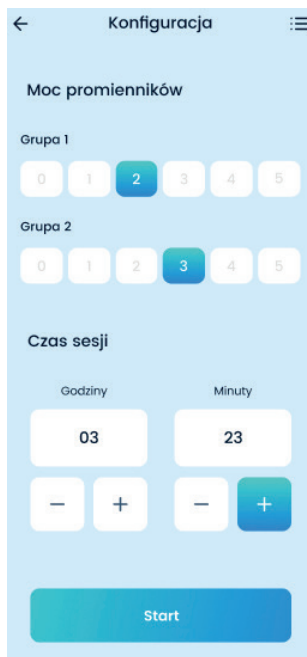 Konfiguracja
Moc promienników
Grupa 1
0 1 2 3 4 5
Grupa 2
0 1 2 3 4 5
Czas sesji
Godziny Minuty
03 23
− + − +
Start